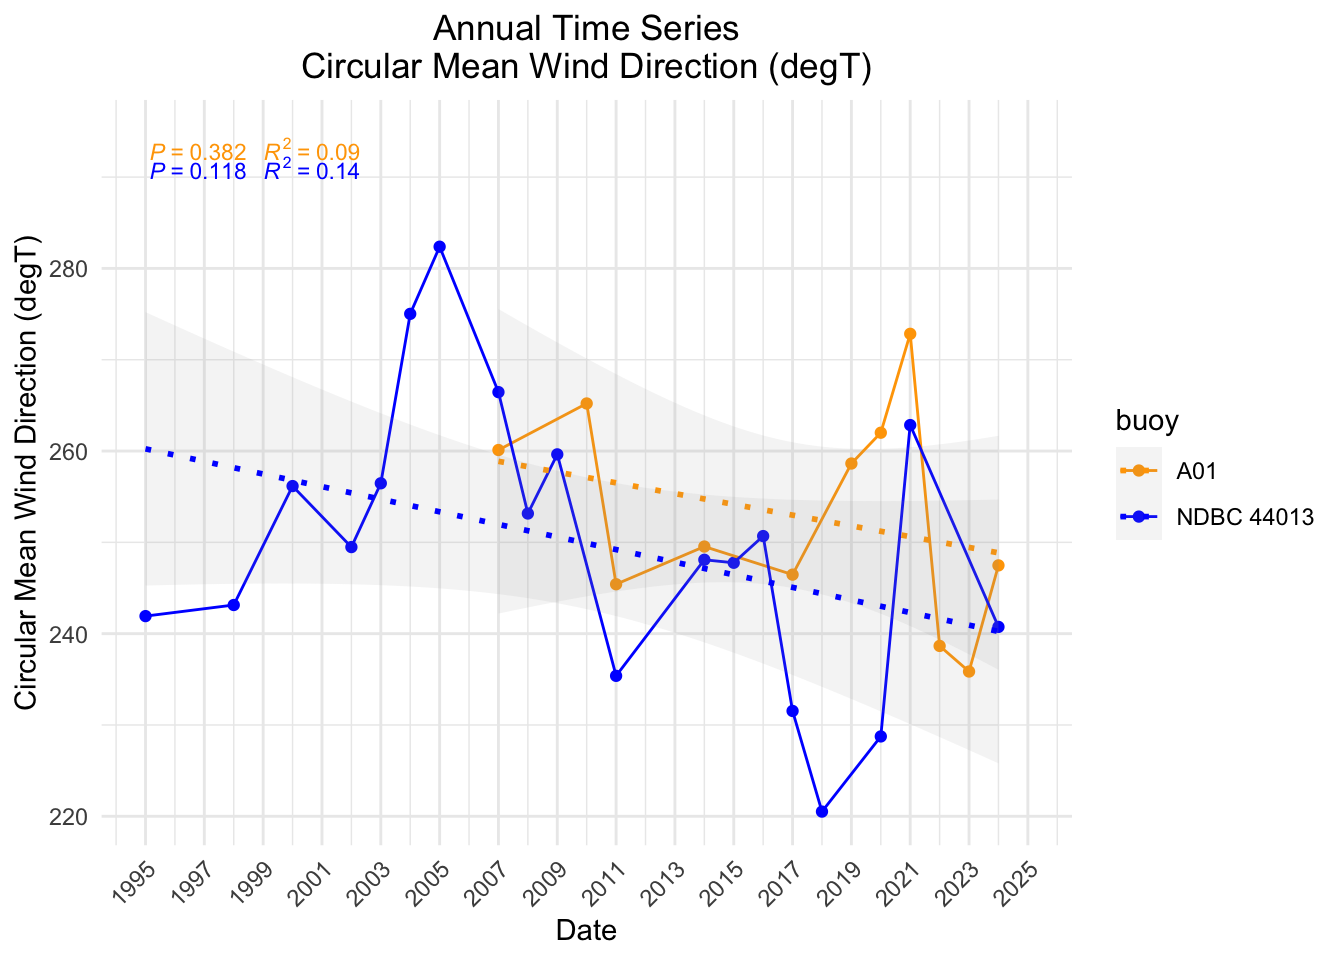 Annual Time Series
Circular Mean Wind Direction (degT)
P = 0.382 R² = 0.09
P = 0.118 R² = 0.14
Circular Mean Wind Direction (degT)
280
260
240
220
1995 1997 1999 2001 2003 2005 2007 2009 2011 2013 2015 2017 2019 2021 2023 2025
Date
buoy
A01
NDBC 44013